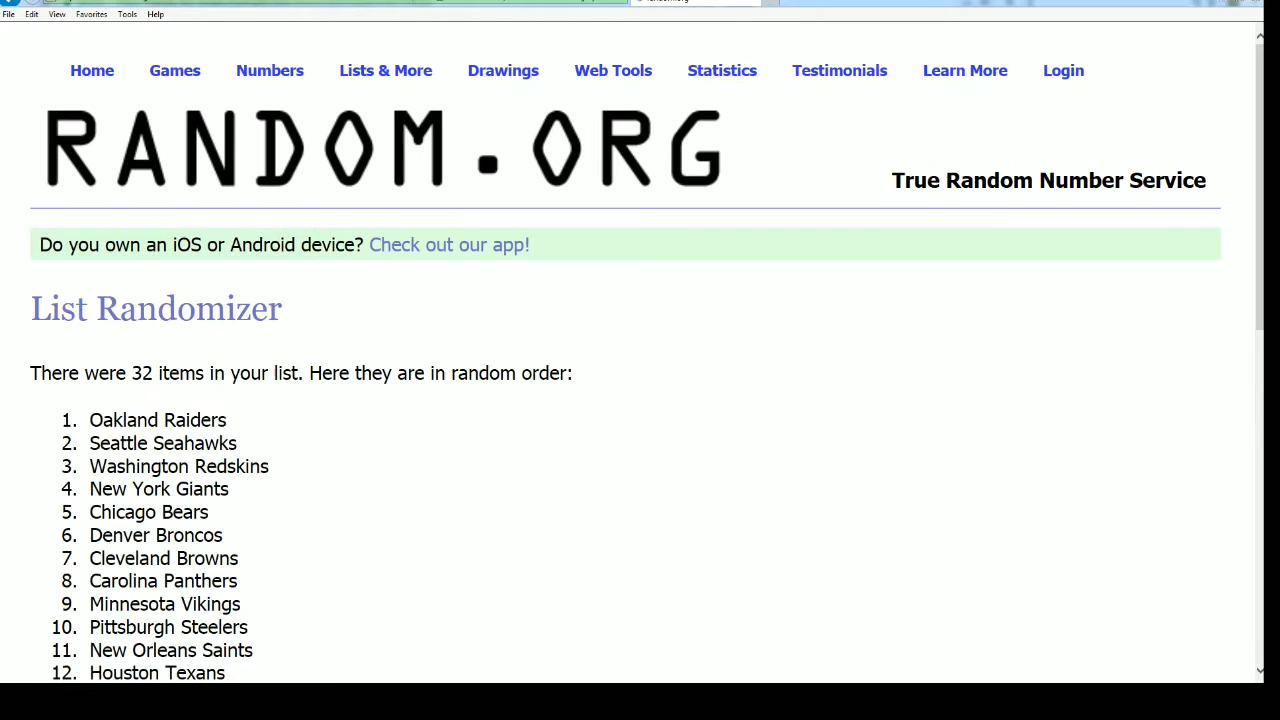 File Edit View Favorites Tools Help
Home Games Numbers Lists & More Drawings Web Tools Statistics Testimonials Learn More Login
RANDOM.ORG
True Random Number Service
Do you own an iOS or Android device? Check out our app!
List Randomizer
There were 32 items in your list. Here they are in random order:
1. Oakland Raiders
2. Seattle Seahawks
3. Washington Redskins
4. New York Giants
5. Chicago Bears
6. Denver Broncos
7. Cleveland Browns
8. Carolina Panthers
9. Minnesota Vikings
10. Pittsburgh Steelers
11. New Orleans Saints
12. Houston Texans